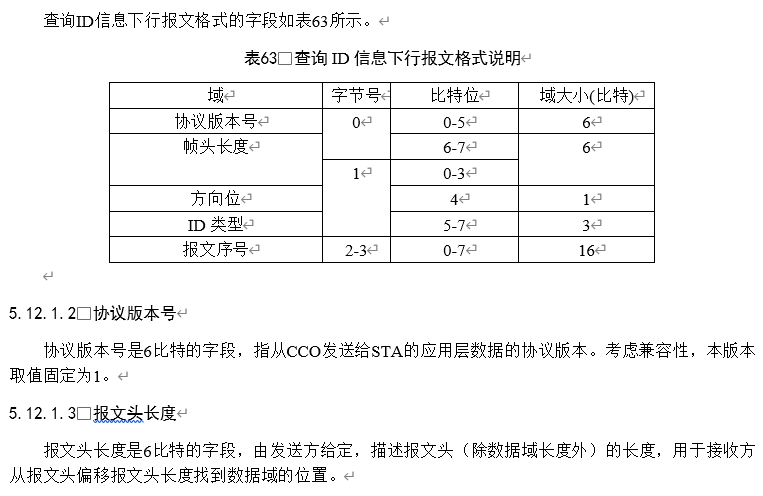 查询ID信息下行报文格式的字段如表63所示。
表63 查询 ID 信息下行报文格式说明
域 字节号 比特位 域大小(比特)
协议版本号 0 0-5 6
帧头长度 6-7 6
1 0-3
方向位 4 1
ID 类型 5-7 3
报文序号 2-3 0-7 16
5.12.1.2 协议版本号
协议版本号是6比特的字段，指从CCO发送给STA的应用层数据的协议版本。考虑兼容性，本版本
取值固定为1。
5.12.1.3 报文头长度
报文头长度是6比特的字段，由发送方给定，描述报文头（除数据域长度外）的长度，用于接收方
从报文头偏移报文头长度找到数据域的位置。